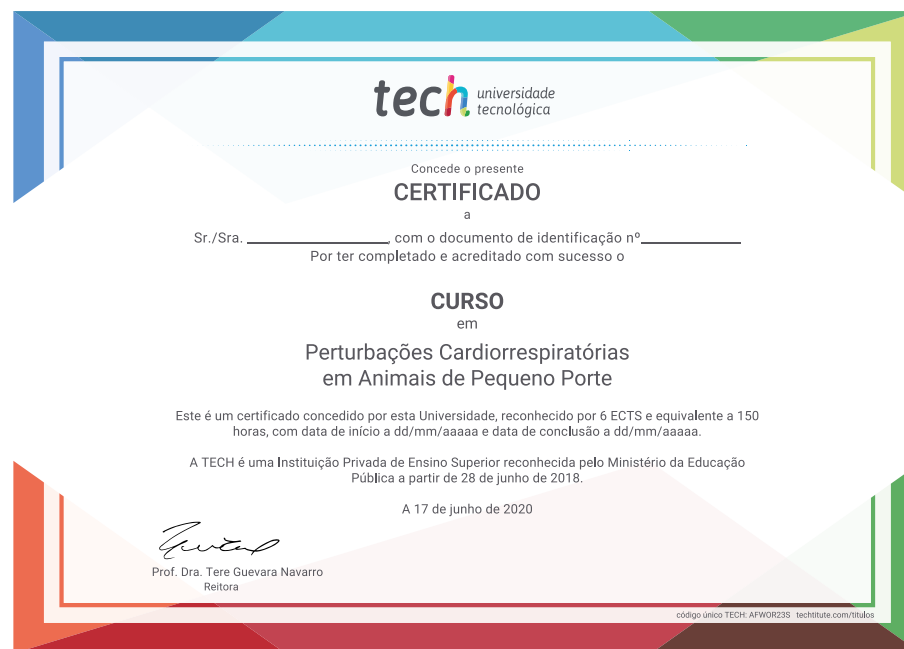 tech universidade
tecnológica
Concede o presente
CERTIFICADO
a
Sr./Sra. ________________, com o documento de identificação nº___________
Por ter completado e acreditado com sucesso o
CURSO
em
Perturbações Cardiorrespiratórias
em Animais de Pequeno Porte
Este é um certificado concedido por esta Universidade, reconhecido por 6 ECTS e equivalente a 150
horas, com data de início a dd/mm/aaaaa e data de conclusão a dd/mm/aaaaa.
A TECH é uma Instituição Privada de Ensino Superior reconhecida pelo Ministério da Educação
Pública a partir de 28 de junho de 2018.
A 17 de junho de 2020
Prof. Dra. Tere Guevara Navarro
Reitora
código único TECH: AFWOR23S techtitute.com/titulos